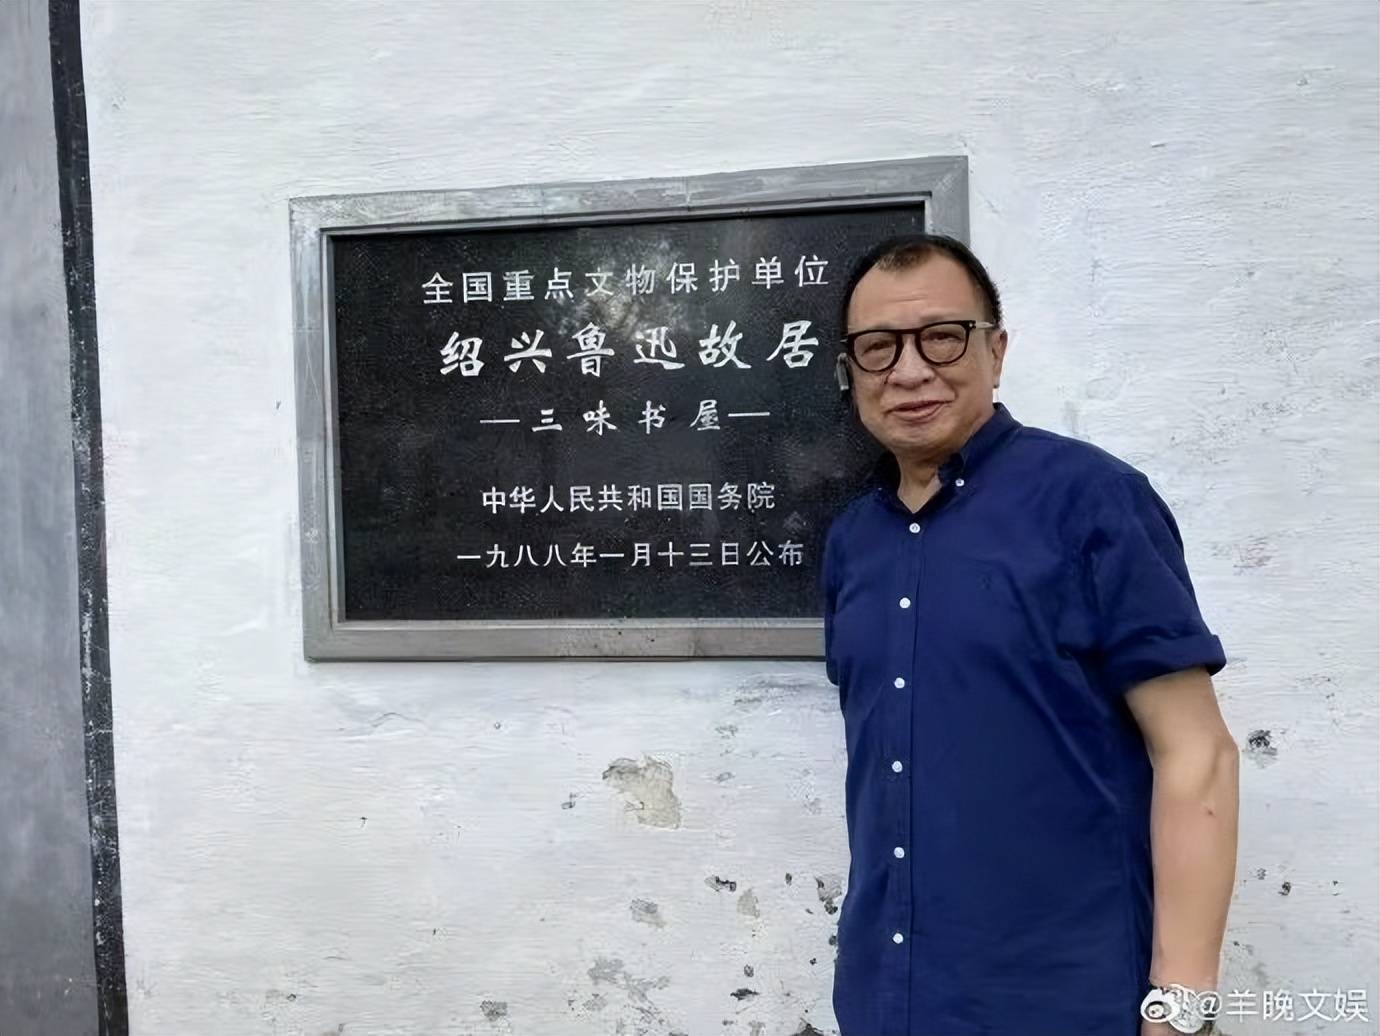 全国重点文物保护单位
绍兴鲁迅故居
—三味书屋—
中华人民共和国国务院
一九八八年一月十三日公布
@羊晚文娱